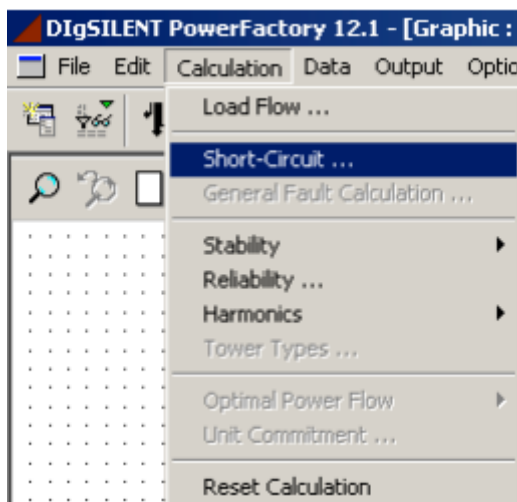 DIgSILENT PowerFactory 12.1 - [Graphic :
File Edit Calculation Data Output Optio
Load Flow ...
Short-Circuit ...
General Fault Calculation ...
Stability
Reliability ...
Harmonics
Tower Types ...
Optimal Power Flow
Unit Commitment ...
Reset Calculation